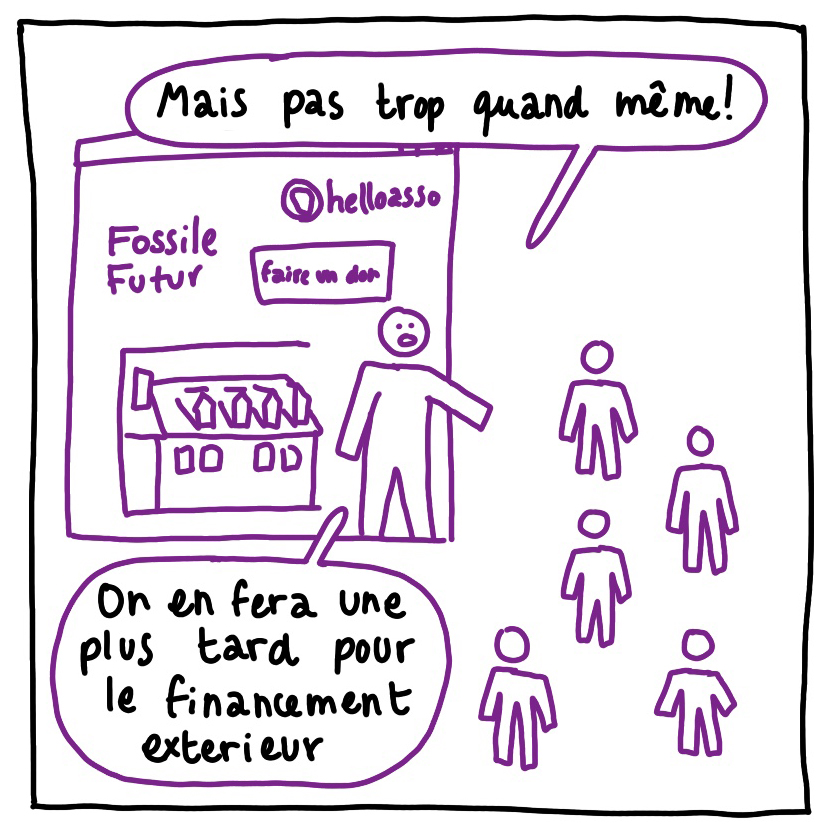 Mais pas trop quand même!
helloasso
Fossile
Futur
faire un don
On en fera une
plus tard pour
le financement
exterieur